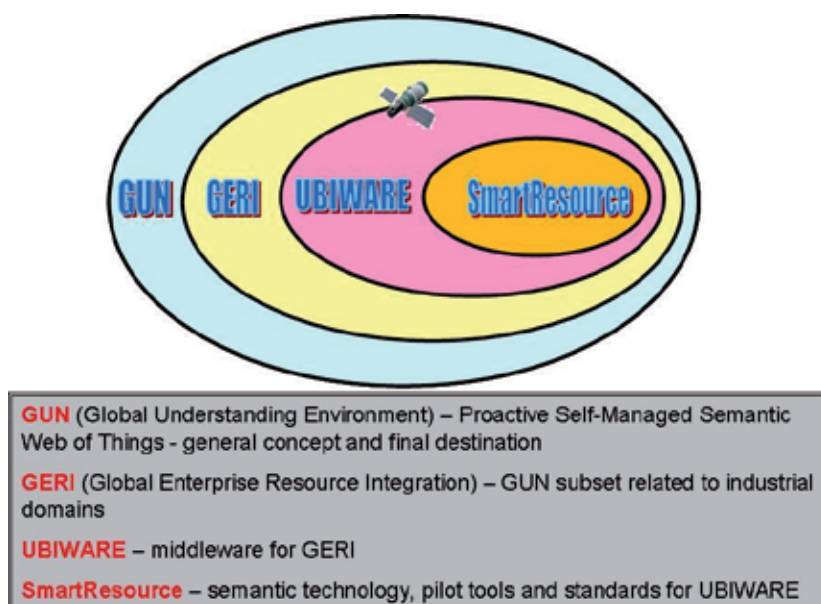 GUN GERI UBIWARE SmartResource
GUN (Global Understanding Environment) – Proactive Self-Managed Semantic
Web of Things - general concept and final destination
GERI (Global Enterprise Resource Integration) – GUN subset related to industrial
domains
UBIWARE – middleware for GERI
SmartResource – semantic technology, pilot tools and standards for UBIWARE